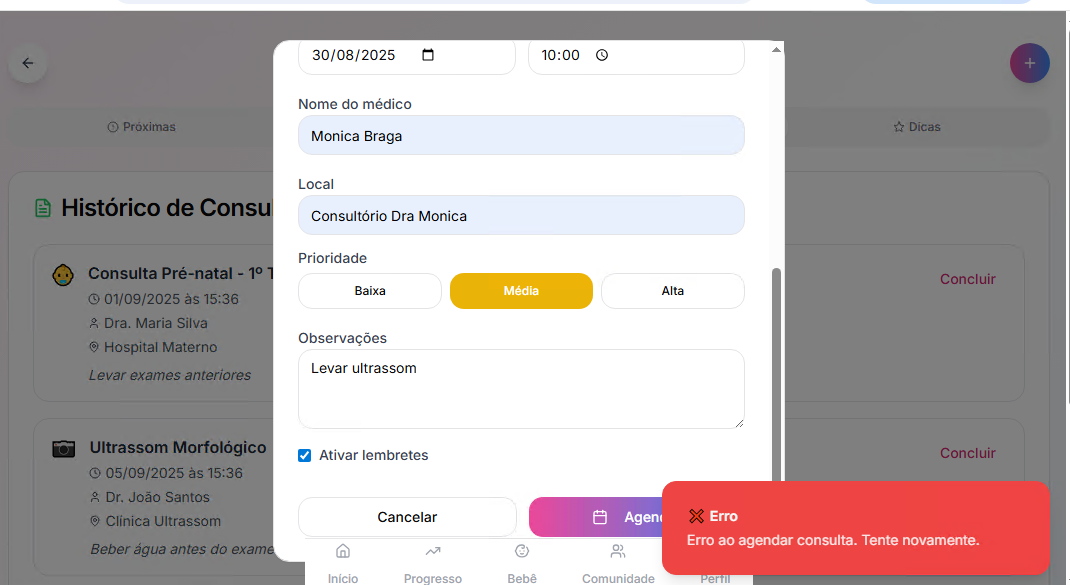 30/08/2025
10:00
Próximas
Dicas
Nome do médico
Monica Braga
Local
Consultório Dra Monica
Histórico de Consul
Prioridade
Baixa
Média
Alta
Consulta Pré-natal - 1º T
Concluir
01/09/2025 às 15:36
Dra. Maria Silva
Hospital Materno
Levar exames anteriores
Observações
Levar ultrassom
Ultrassom Morfológico
Concluir
05/09/2025 às 15:36
Dr. João Santos
Clínica Ultrassom
Beber água antes do exame
Ativar lembretes
Cancelar
Agen
Erro
Erro ao agendar consulta. Tente novamente.
Início
Progresso
Bebê
Comunidade
Perfil